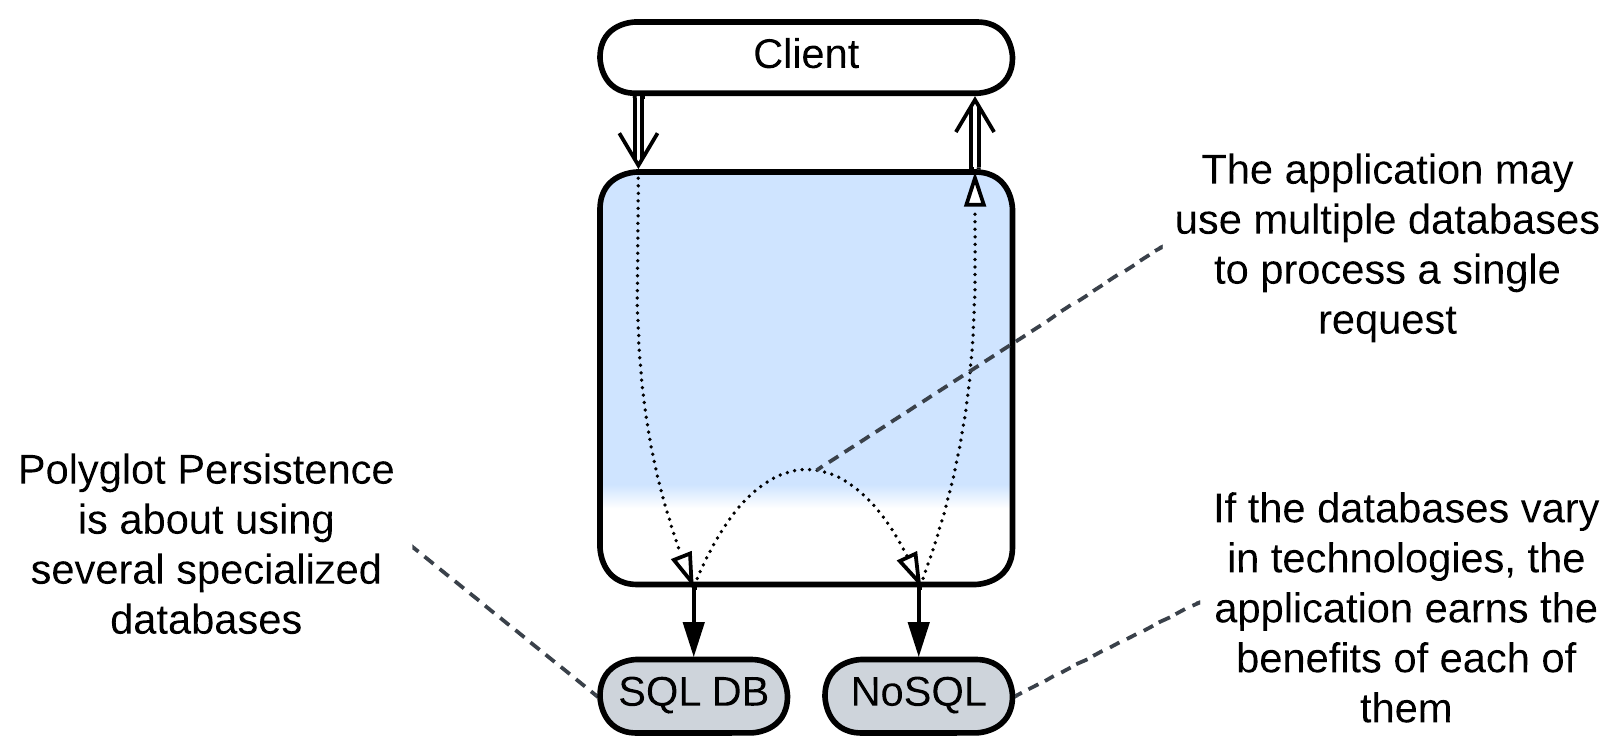 Client
The application may
use multiple databases
to process a single
request
Polyglot Persistence
is about using
several specialized
databases
If the databases vary
in technologies, the
application earns the
benefits of each of
them
SQL DB
NoSQL